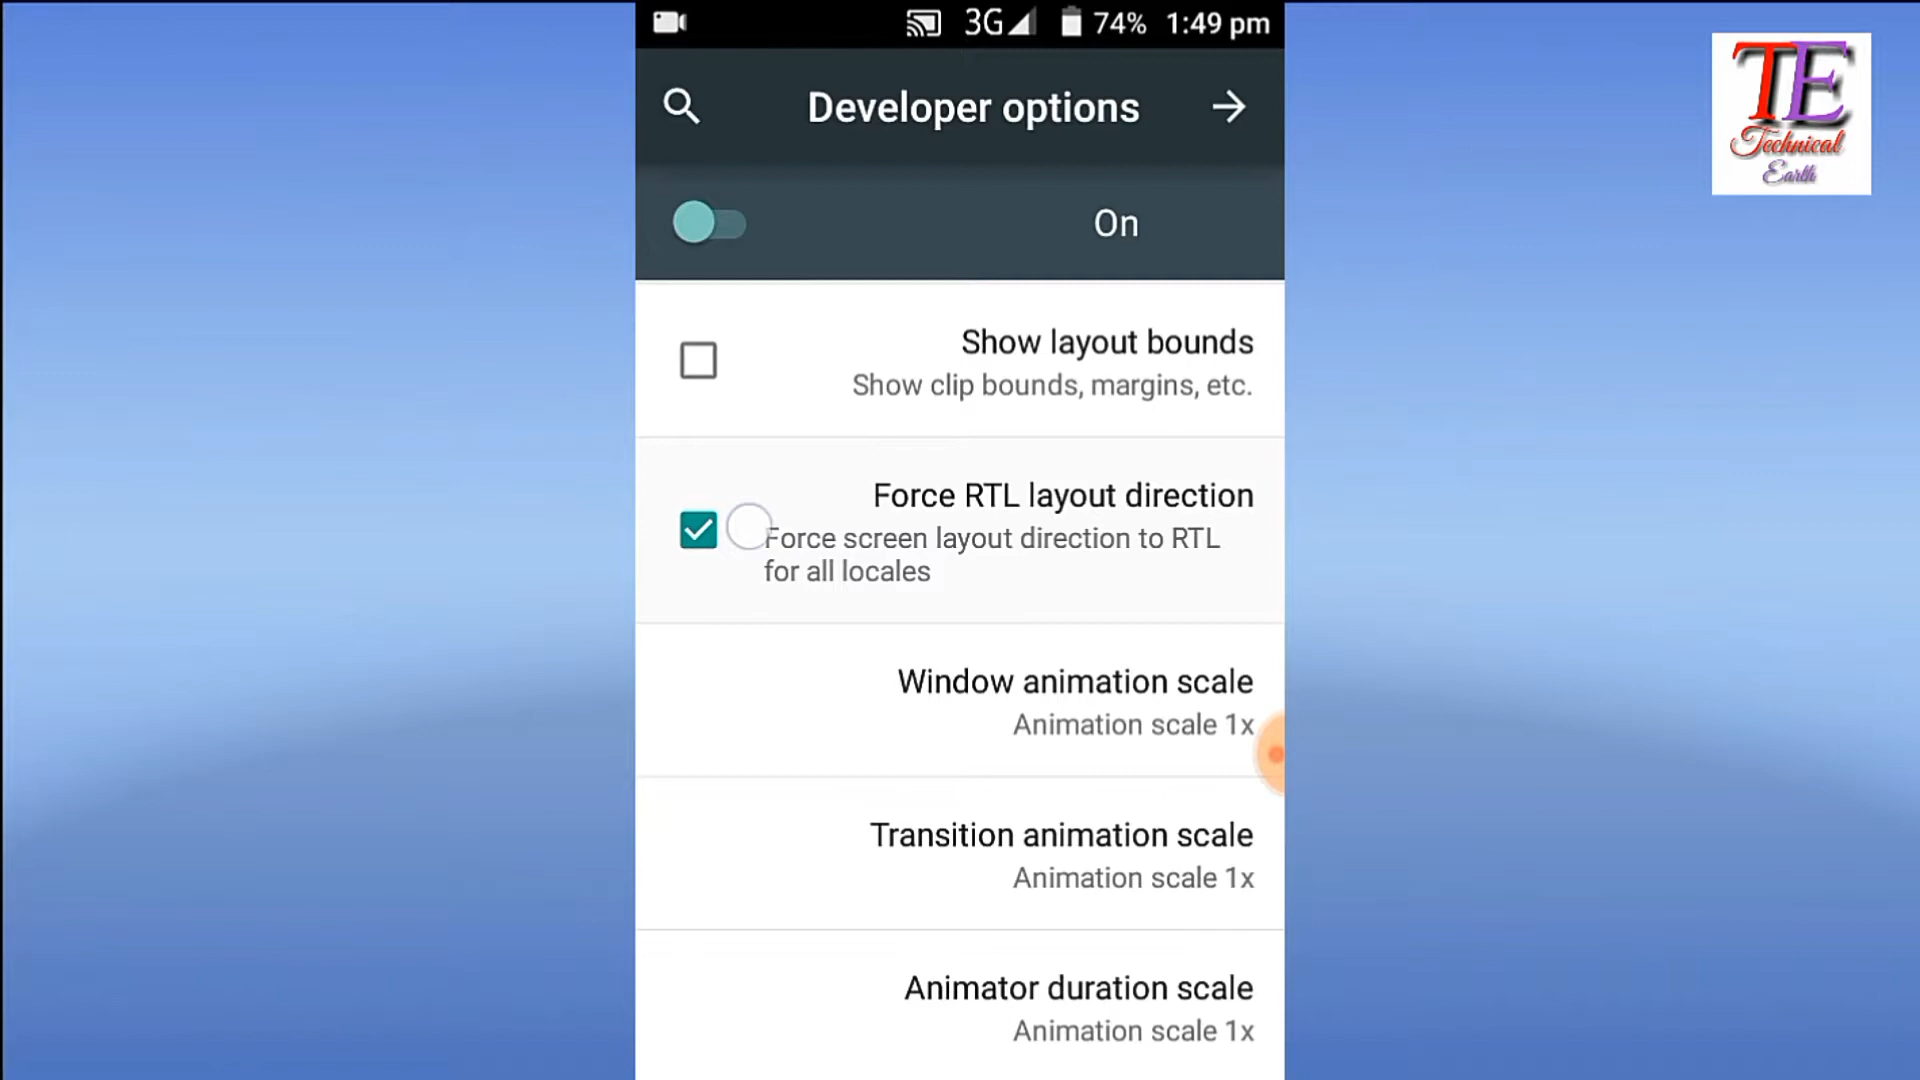 3G 74% 1:49 pm
Developer options
On
Show layout bounds
Show clip bounds, margins, etc.
Force RTL layout direction
Force screen layout direction to RTL
for all locales
Window animation scale
Animation scale 1x
Transition animation scale
Animation scale 1x
Animator duration scale
Animation scale 1x
TE
Technical
Earth